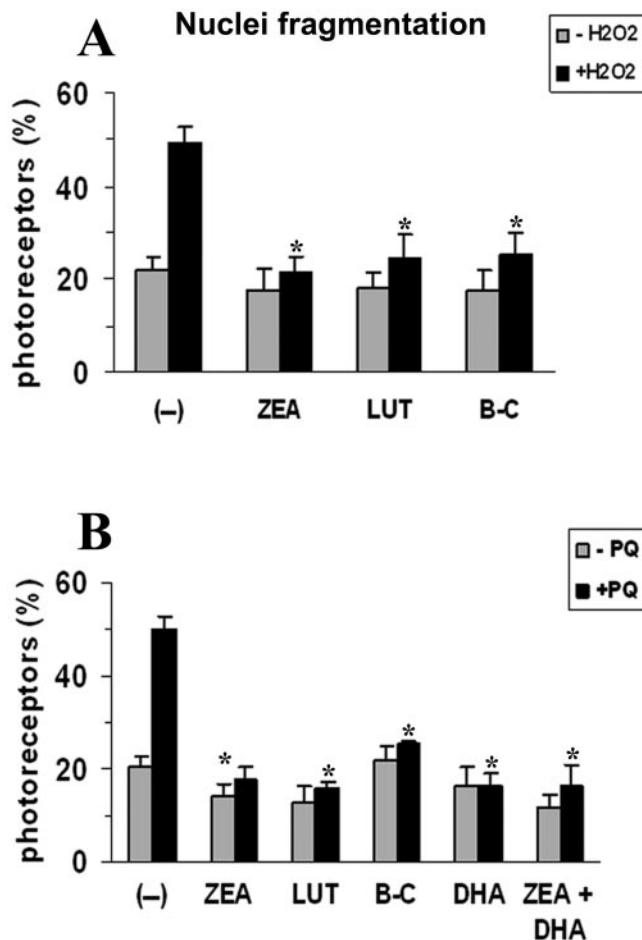 A
Nuclei fragmentation
- H2O2
+H2O2
photoreceptors (%)
60
40
20
0
*
*
*
(–)
ZEA
LUT
B-C
B
- PQ
+PQ
photoreceptors (%)
60
40
20
0
*
*
*
*
*
(–)
ZEA
LUT
B-C
DHA
ZEA +
DHA